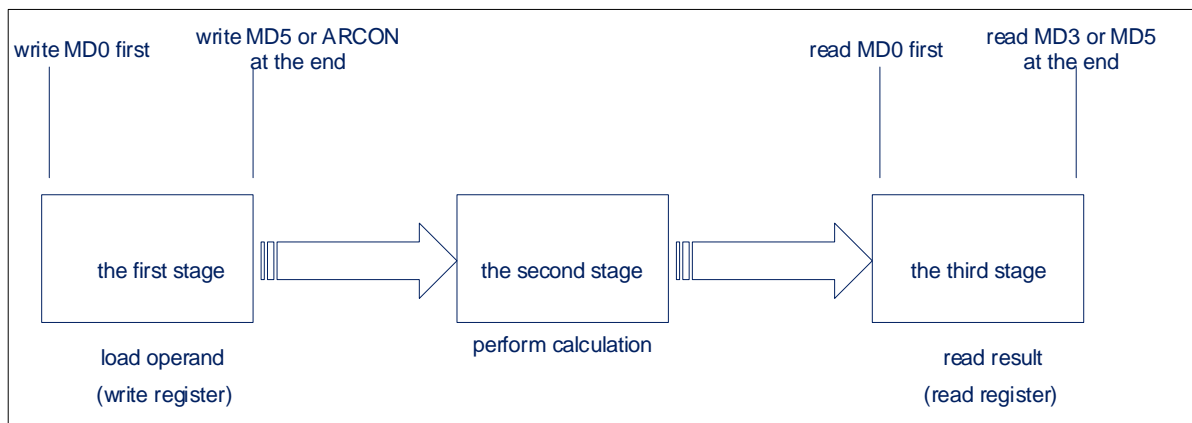 write MD0 first
write MD5 or ARCON
at the end
read MD0 first
read MD3 or MD5
at the end
the first stage
the second stage
the third stage
load operand
(write register)
perform calculation
read result
(read register)